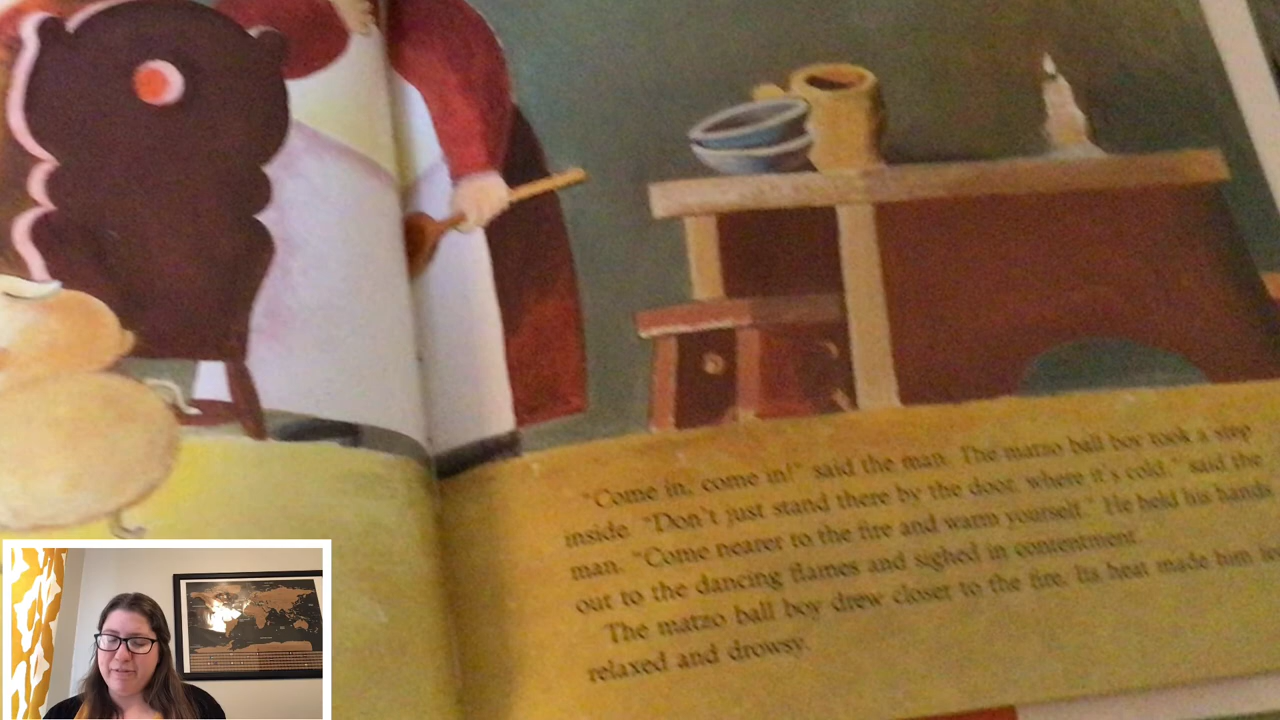 "Come in, come in!" said the man. The matzo ball boy took a step
inside. "Don't just stand there by the door, where it's cold," said the
man. "Come nearer to the fire and warm yourself." He held his hands
out to the dancing flames and sighed in contentment.
The matzo ball boy drew closer to the fire. Its heat made him
relaxed and drowsy.